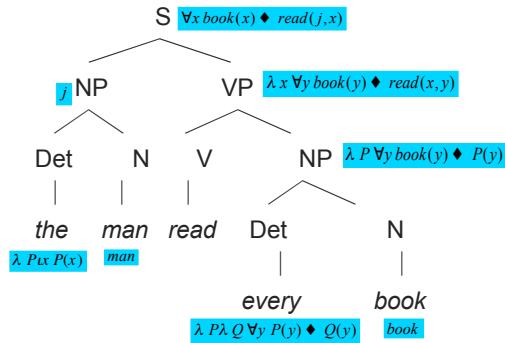 S ∀x book(x) ♦ read(j,x)
j NP VP λ x ∀y book(y) ♦ read(x,y)
Det N V NP λ P ∀y book(y) ♦ P(y)
the man read Det N
λ Pιx P(x) man
every book
λ Pλ Q ∀y P(y) ♦ Q(y) book